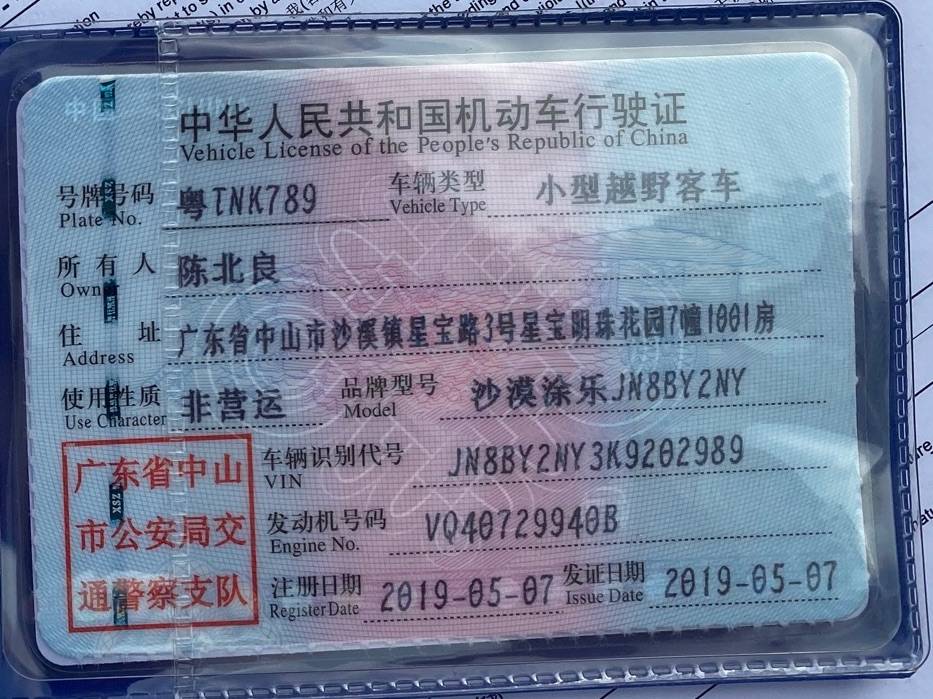 中华人民共和国机动车行驶证
Vehicle License of the People's Republic of China
号牌号码 粤TNK789 车辆类型 小型越野客车
Plate No. Vehicle Type
所有人 陈北良
Owner
住址 广东省中山市沙溪镇星宝路3号星宝明珠花园7幢1001房
Address
使用性质 非营运 品牌型号 沙漠涂乐JN8BY2NY
Use Character Model
广东省中山
市公安局交
通警察支队
车辆识别代号 JN8BY2NY3K9202989
VIN
发动机号码 VQ40729940B
Engine No.
注册日期 2019-05-07 发证日期 2019-05-07
Register Date Issue Date
XSZ